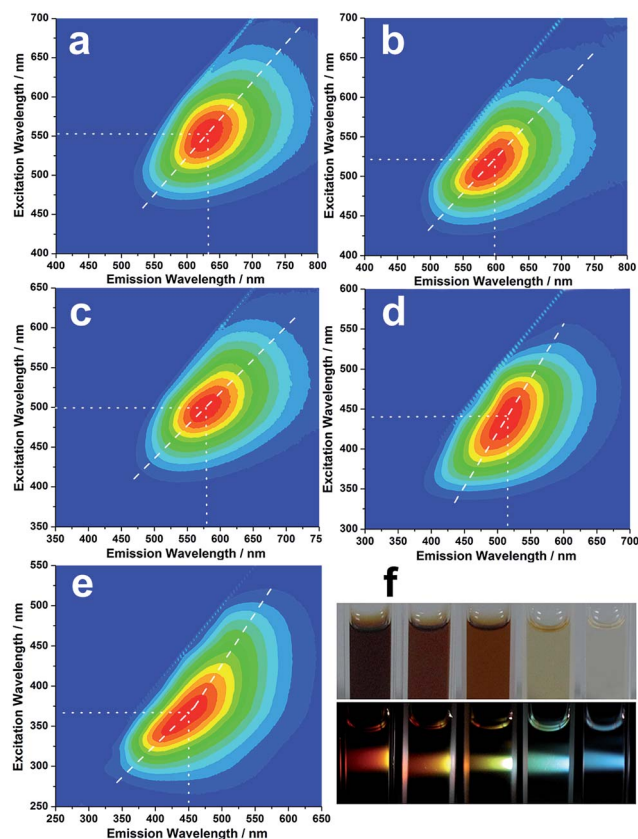 a
700
650
600
550
500
450
400
400 450 500 550 600 650 700 750 800
Excitation Wavelength / nm
Emission Wavelength / nm
b
700
650
600
550
500
450
400
400 450 500 550 600 650 700 750 800
Excitation Wavelength / nm
Emission Wavelength / nm
c
650
600
550
500
450
400
350
350 400 450 500 550 600 650 700 75
Excitation Wavelength / nm
Emission Wavelength / nm
d
600
550
500
450
400
350
300
300 350 400 450 500 550 600 650 700
Excitation Wavelength / nm
Emission Wavelength / nm
e
550
500
450
400
350
300
250
250 300 350 400 450 500 550 600 650
Excitation Wavelength / nm
Emission Wavelength / nm
f